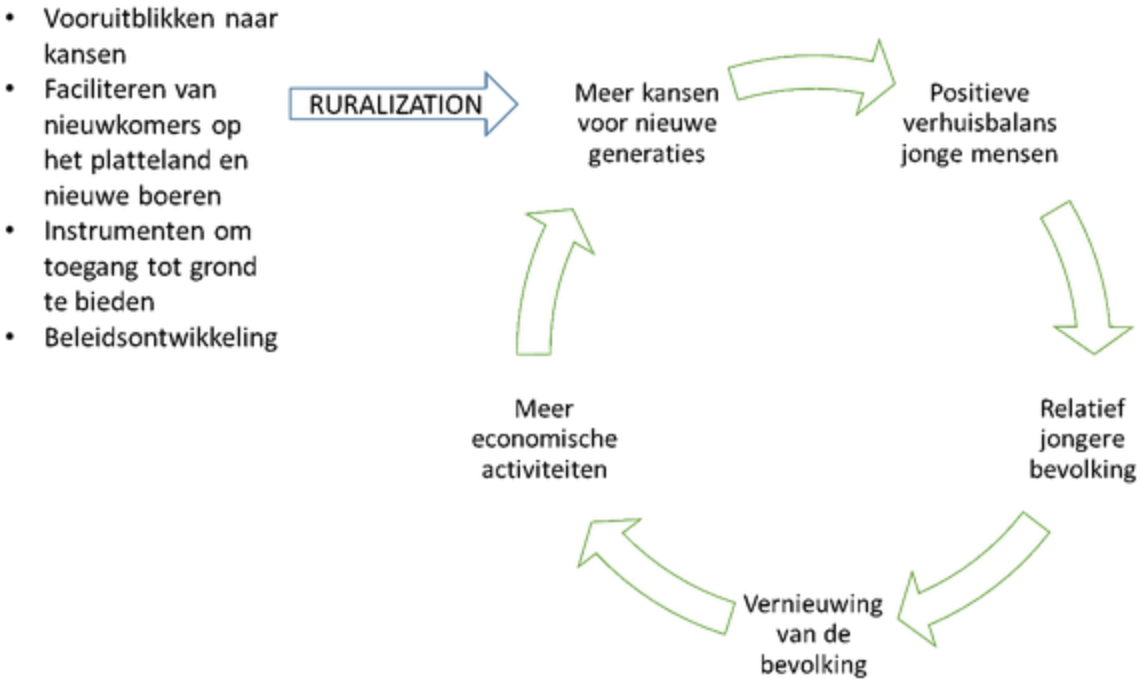 • Vooruitblikken naar
kansen
• Faciliteren van
nieuwkomers op
het platteland en
nieuwe boeren
• Instrumenten om
toegang tot grond
te bieden
• Beleidsontwikkeling
RURALIZATION
Meer kansen
voor nieuwe
generaties
Positieve
verhuisbalans
jonge mensen
Relatief
jongere
bevolking
Vernieuwing
van de
bevolking
Meer
economische
activiteiten